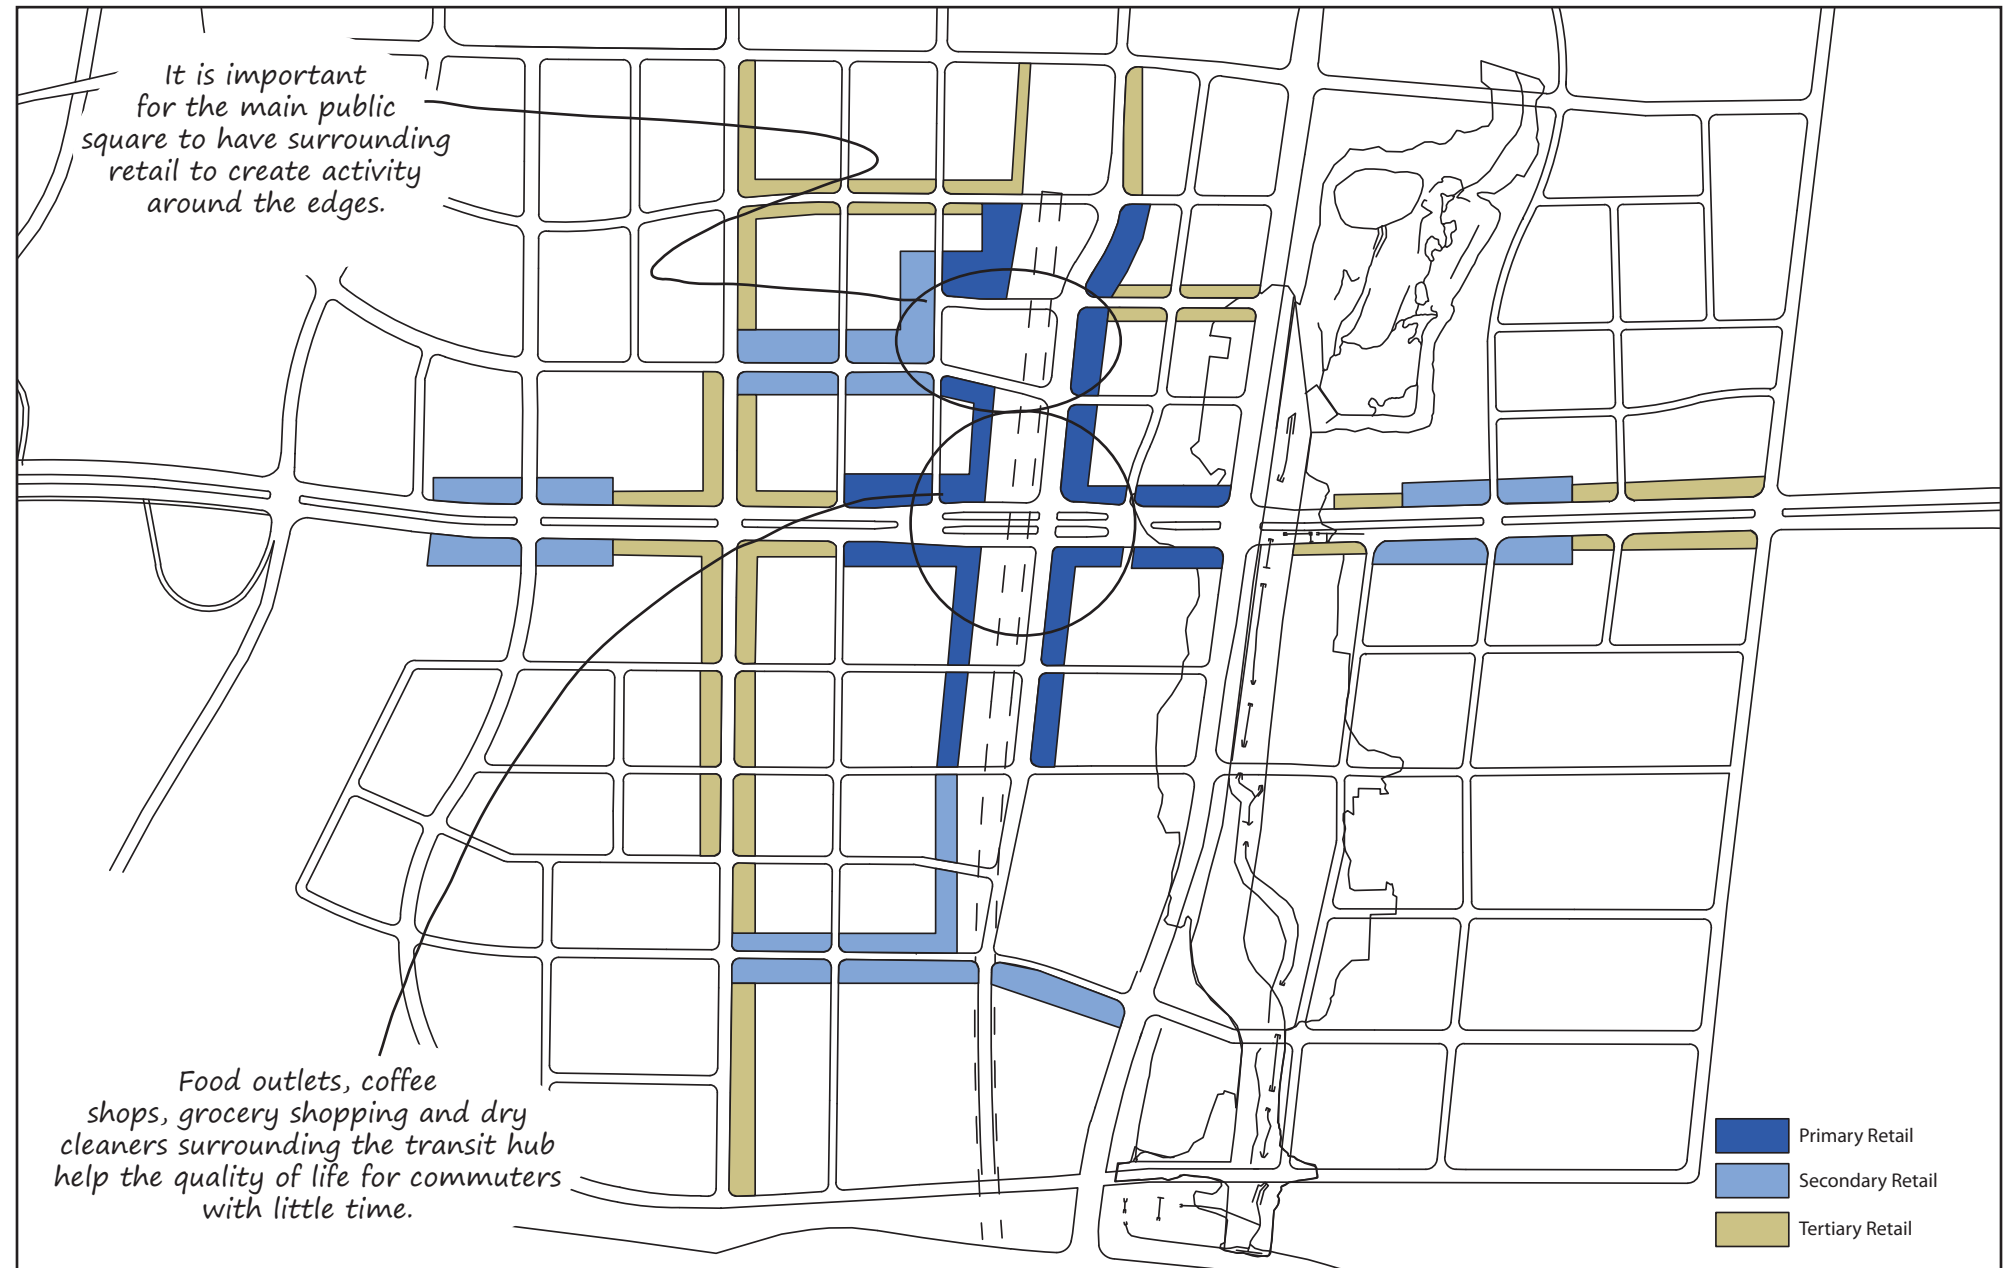 It is important
for the main public
square to have surrounding
retail to create activity
around the edges.
Food outlets, coffee
shops, grocery shopping and dry
cleaners surrounding the transit hub
help the quality of life for commuters
with little time.
Primary Retail
Secondary Retail
Tertiary Retail